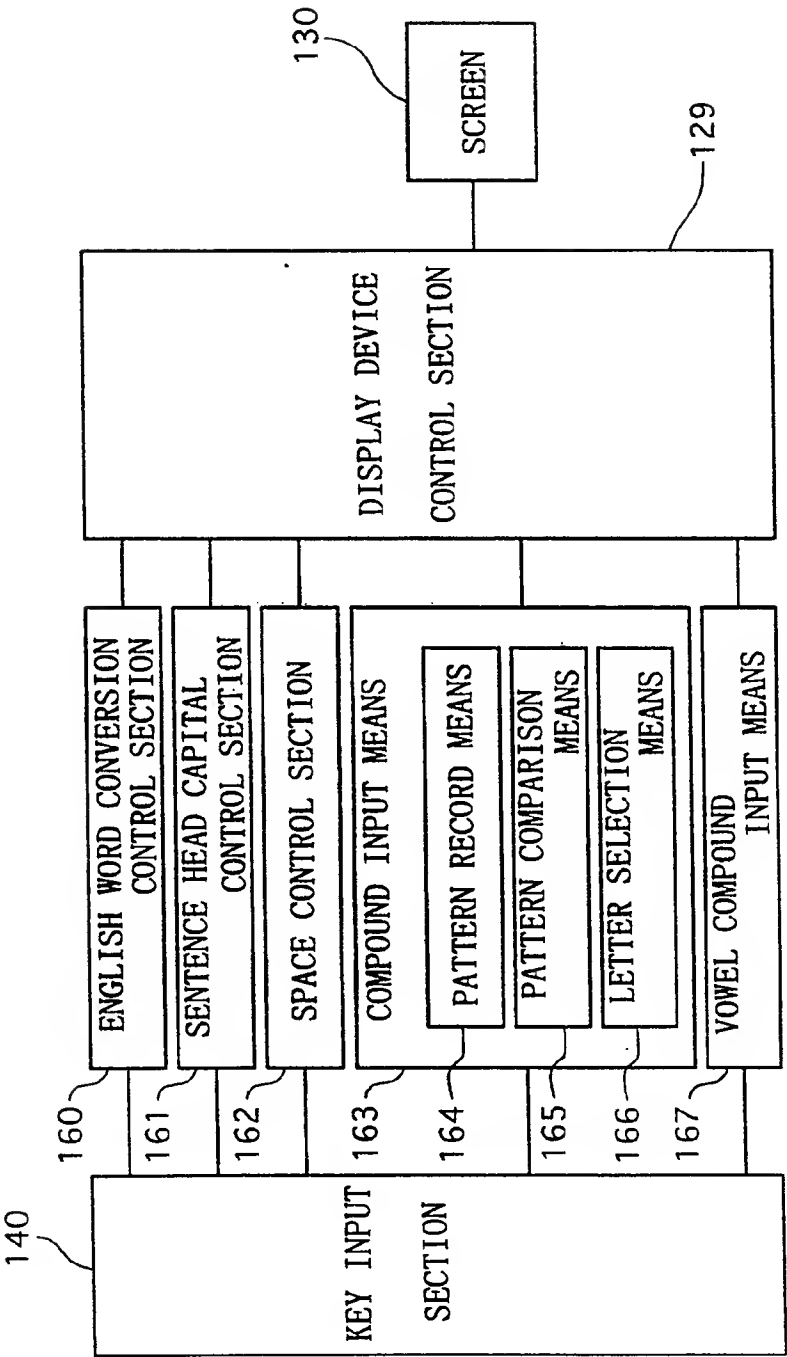 140
KEY INPUT
SECTION
160
ENGLISH WORD CONVERSION
CONTROL SECTION
161
SENTENCE HEAD CAPITAL
CONTROL SECTION
162
SPACE CONTROL SECTION
163
COMPOUND INPUT MEANS
164
PATTERN RECORD MEANS
165
PATTERN COMPARISON
MEANS
166
LETTER SELECTION
MEANS
167
VOWEL COMPOUND
INPUT MEANS
DISPLAY DEVICE
CONTROL SECTION
129
130
SCREEN